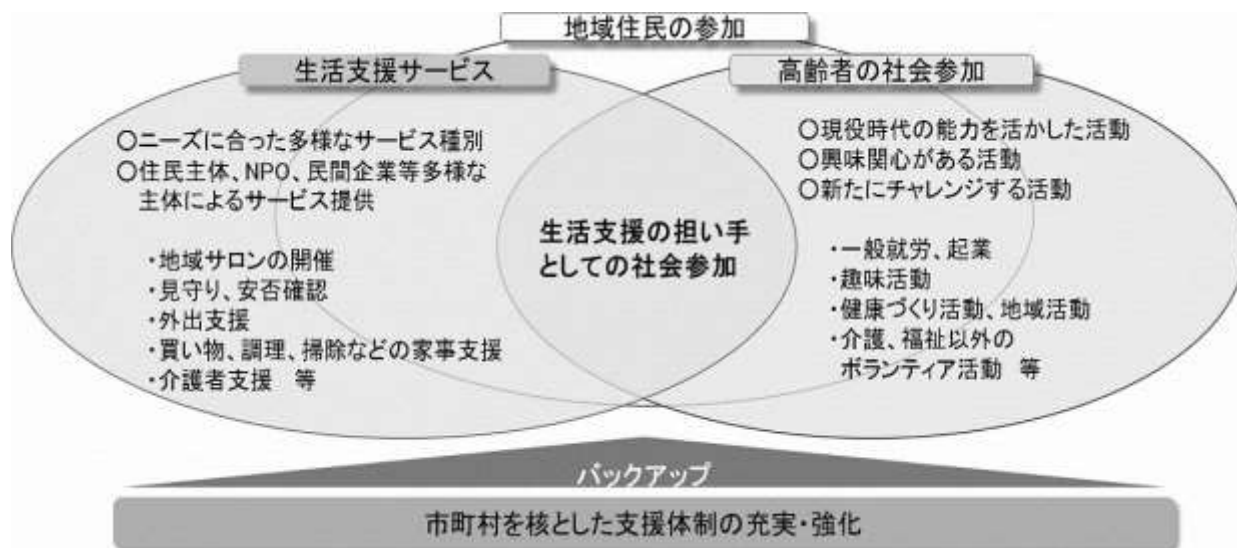 地域住民の参加
生活支援サービス
○ニーズに合った多様なサービス種別
○住民主体、NPO、民間企業等多様な
主体によるサービス提供
・地域サロンの開催
・見守り、安否確認
・外出支援
・買い物、調理、掃除などの家事支援
・介護者支援　等
生活支援の担い手
としての社会参加
高齢者の社会参加
○現役時代の能力を活かした活動
○興味関心がある活動
○新たにチャレンジする活動
・一般就労、起業
・趣味活動
・健康づくり活動、地域活動
・介護、福祉以外の
ボランティア活動　等
バックアップ
市町村を核とした支援体制の充実・強化